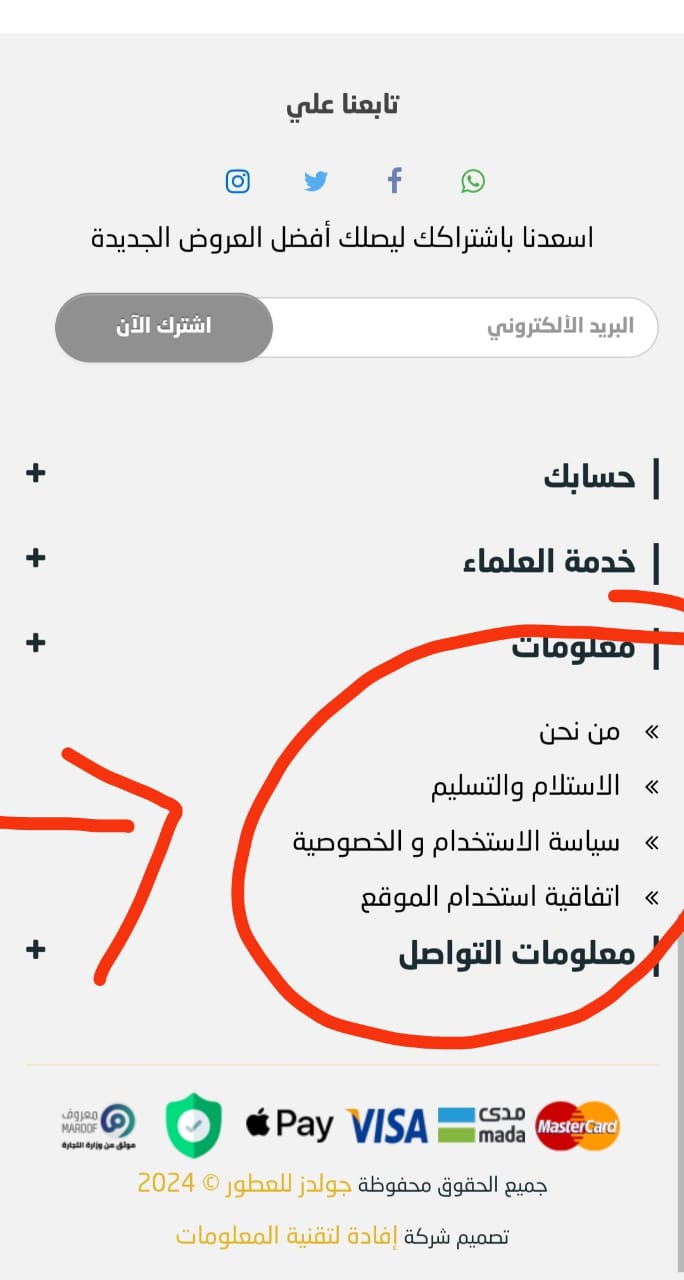 تابعنا علي
اسعدنا باشتراكك ليصلك أفضل العروض الجديدة
البريد الألكتروني
اشترك الآن
حسابك +
خدمة العلماء +
معلومات +
» من نحن
» الاستلام والتسليم
» سياسة الاستخدام و الخصوصية
» اتفاقية استخدام الموقع
معلومات التواصل +
MasterCard مدى mada VISA Pay معروف MAROOF موثق من وزارة التجارة
جميع الحقوق محفوظة جولدز للعطور © 2024
تصميم شركة إفادة لتقنية المعلومات